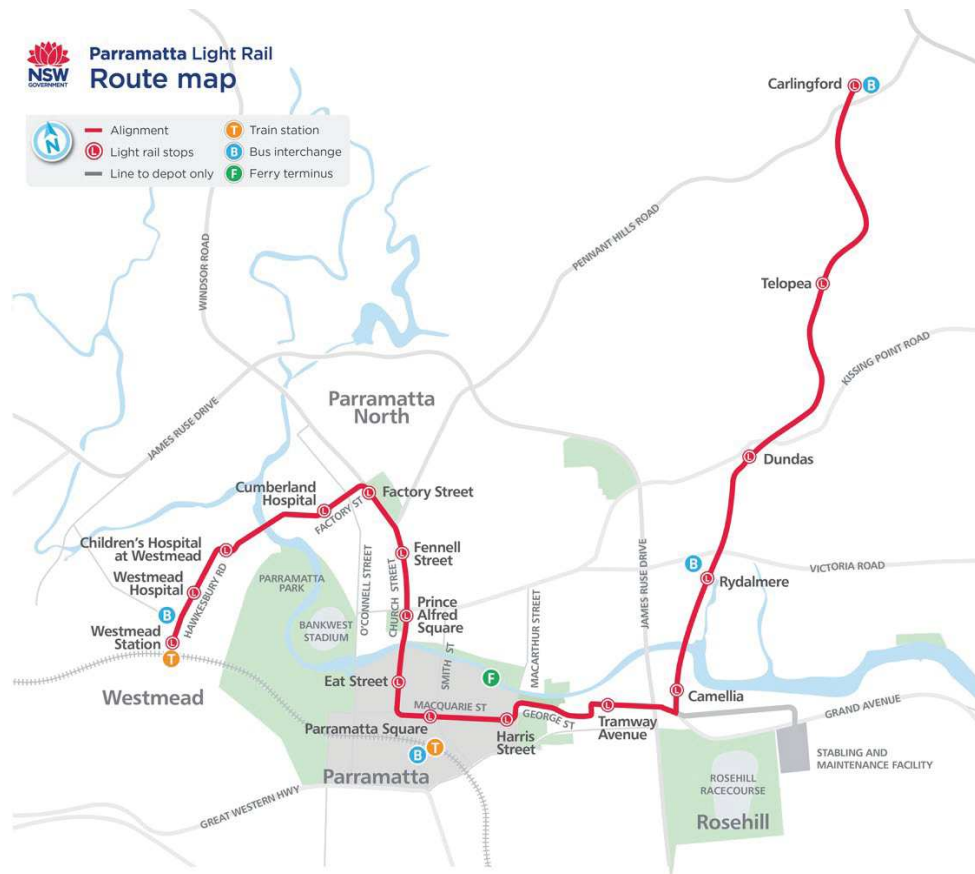 NSW
GOVERNMENT
Parramatta Light Rail
Route map
N
Alignment
L Light rail stops
Line to depot only
T Train station
B Bus interchange
F Ferry terminus
Carlingford L B
PENNANT HILLS ROAD
WINDSOR ROAD
Telopea L
KISSING POINT ROAD
JAMES RUSE DRIVE
Parramatta
North
L Dundas
Cumberland
Hospital L
FACTORY ST
L Factory Street
Children's Hospital
at Westmead L
L Fennell
Street
Westmead
Hospital L
HAWKESBURY RD
PARRAMATTA
PARK
O'CONNELL STREET
CHURCH STREET
JAMES RUSE DRIVE
B
L Rydalmere
VICTORIA ROAD
B
L Prince
Alfred
Square
BANKWEST
STADIUM
Westmead
Station L
T
SMITH ST
MACARTHUR STREET
Westmead
Eat Street L
F
L Camellia
MACQUARIE ST
GEORGE ST
GRAND AVENUE
Parramatta Square L
L Harris
Street
L Tramway
Avenue
B T
Parramatta
STABLING AND
MAINTENANCE FACILITY
ROSEHILL
RACECOURSE
GREAT WESTERN HWY
Rosehill